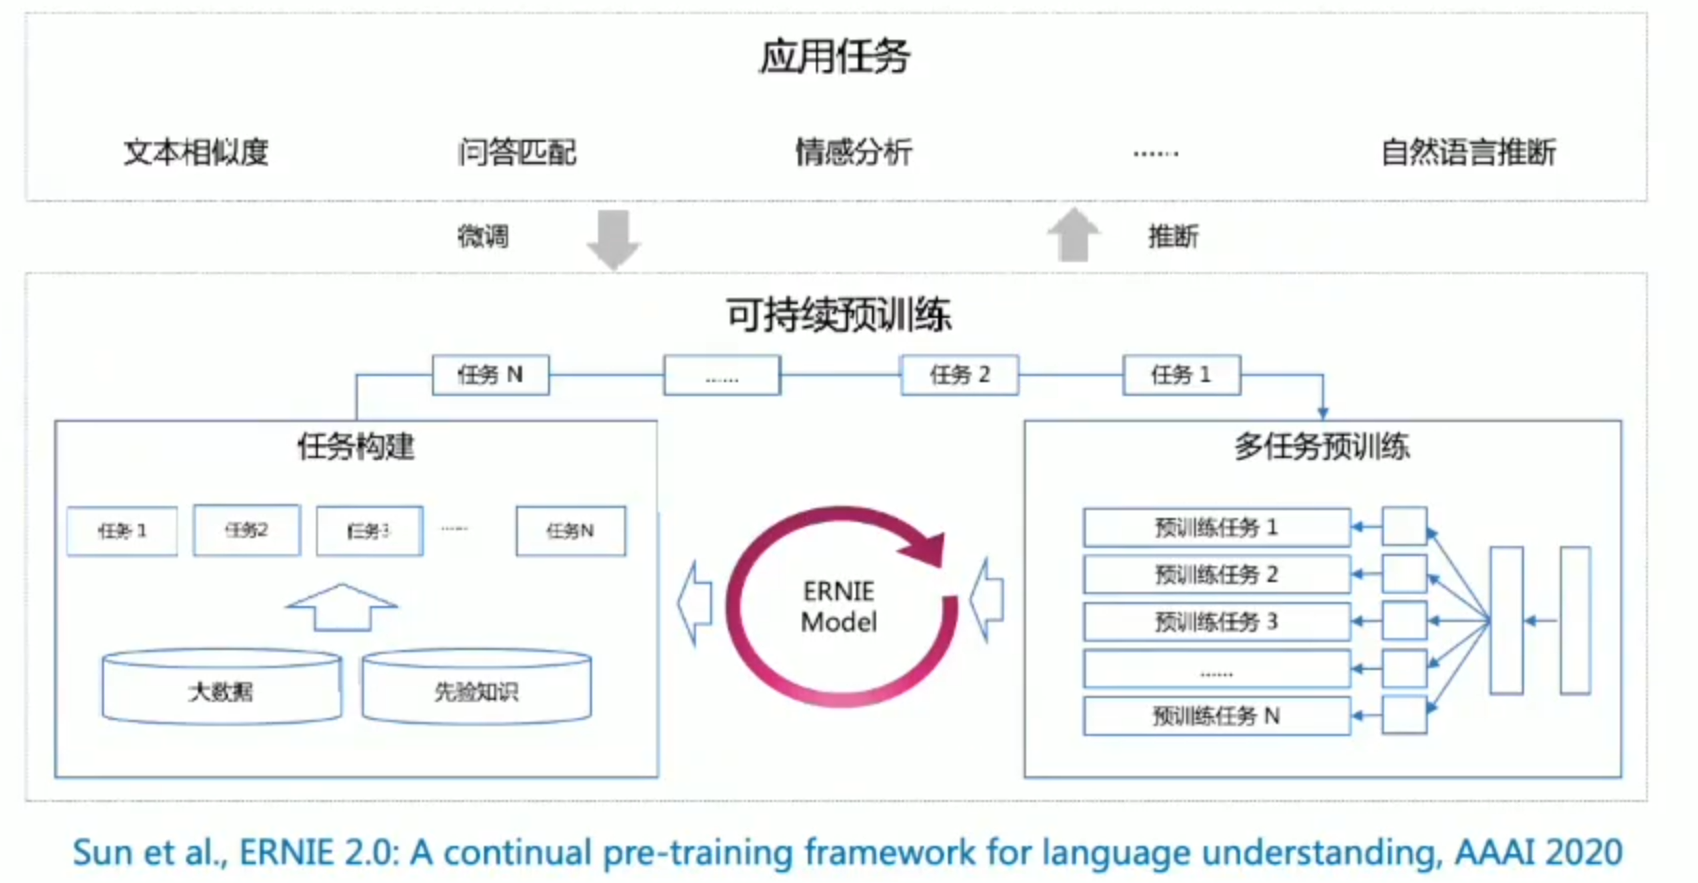 应用任务
文本相似度 问答匹配 情感分析 …… 自然语言推断
微调 推断
可持续预训练
任务 N …… 任务 2 任务 1
任务构建
任务 1 任务2 任务3 …… 任务N
大数据 先验知识
ERNIE
Model
多任务预训练
预训练任务 1
预训练任务 2
预训练任务 3
……
预训练任务 N
Sun et al., ERNIE 2.0: A continual pre-training framework for language understanding, AAAI 2020